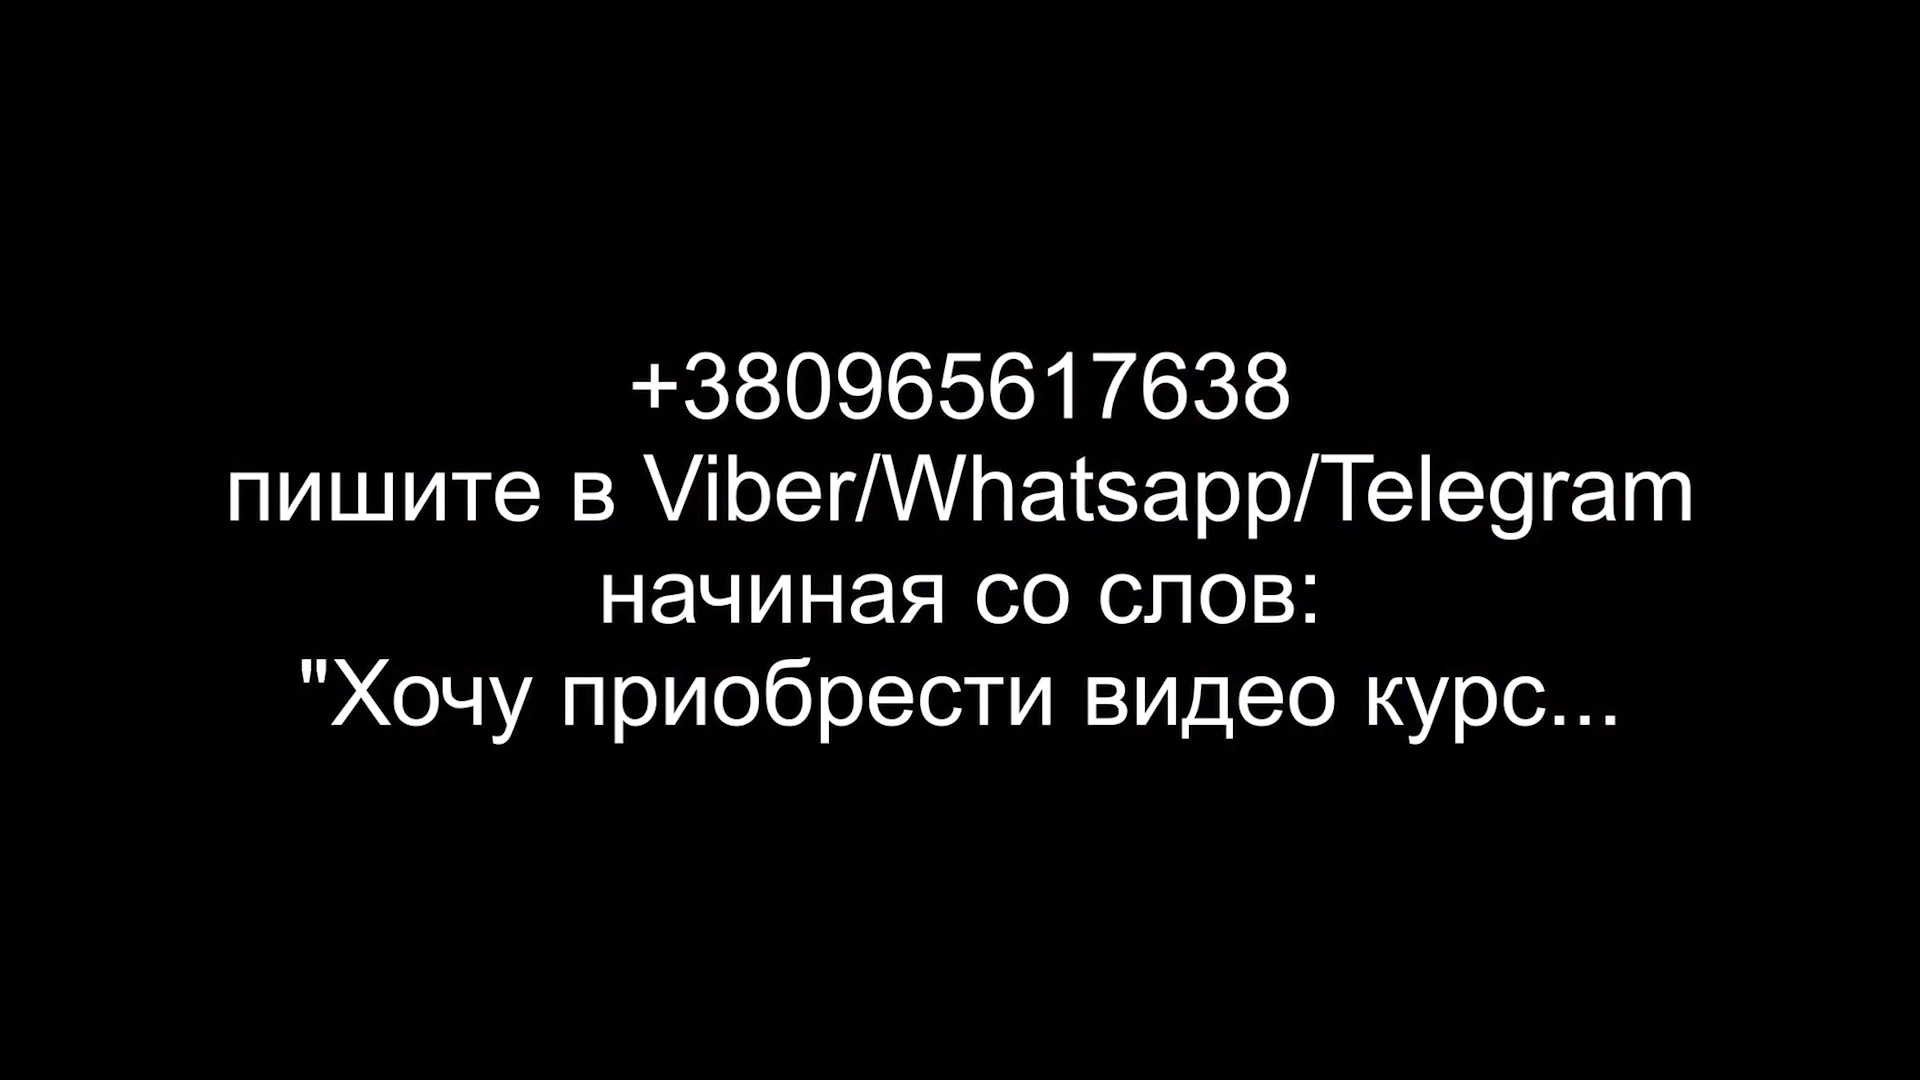 +380965617638
пишите в Viber/Whatsapp/Telegram
начиная со слов:
"Хочу приобрести видео курс...